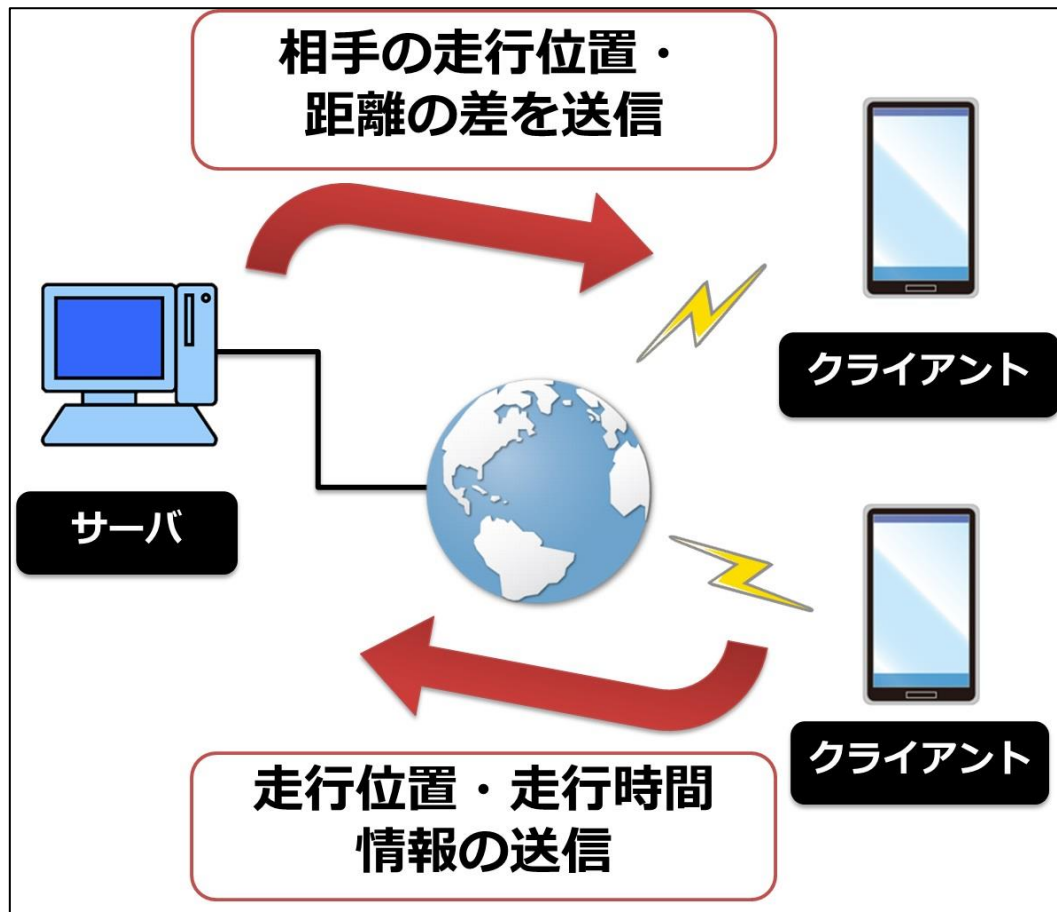 相手の走行位置・
距離の差を送信
クライアント
サーバ
クライアント
走行位置・走行時間
情報の送信